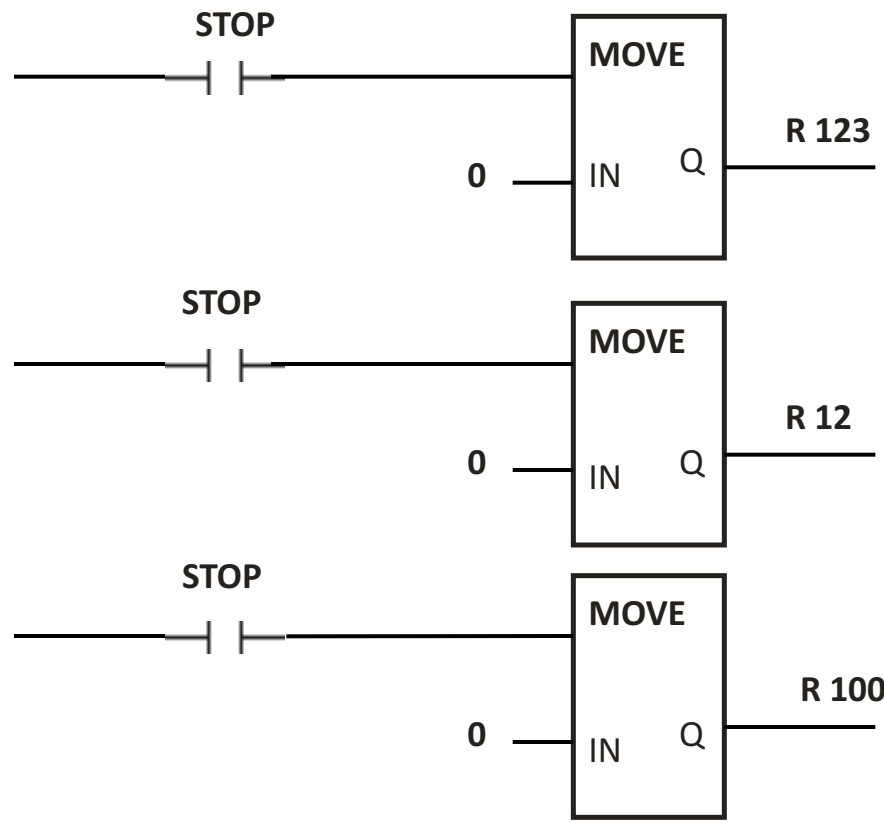 STOP
MOVE
R 123
0 IN Q
STOP
MOVE
R 12
0 IN Q
STOP
MOVE
R 100
0 IN Q